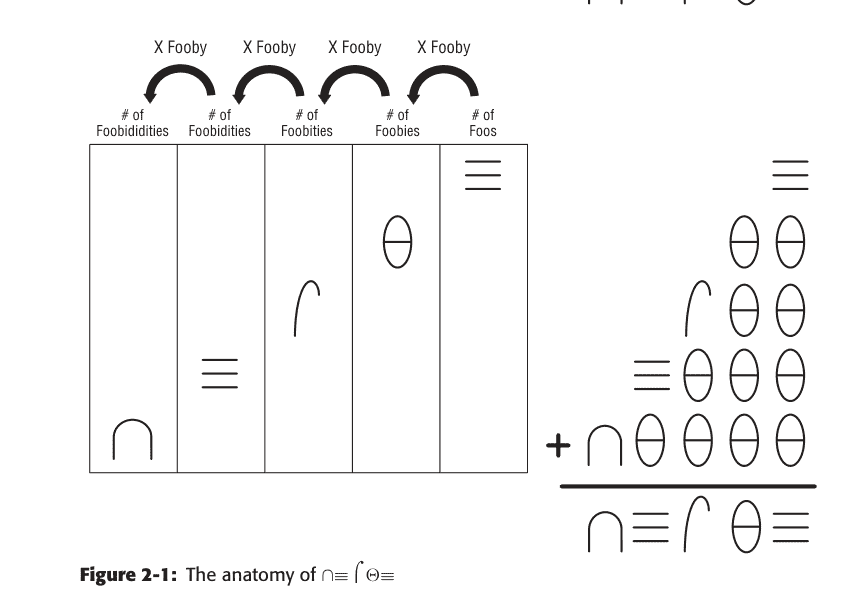 X Fooby X Fooby X Fooby X Fooby
# of # of # of # of # of
Foobididities Foobidities Foobities Foobies Foos
≡ ≡
Θ Θ Θ
⌠ ⌠ Θ Θ
≡ ≡ Θ Θ Θ
∩ + ∩ Θ Θ Θ Θ
∩ ≡ ⌠ Θ ≡
Figure 2-1: The anatomy of ∩≡⌠Θ≡